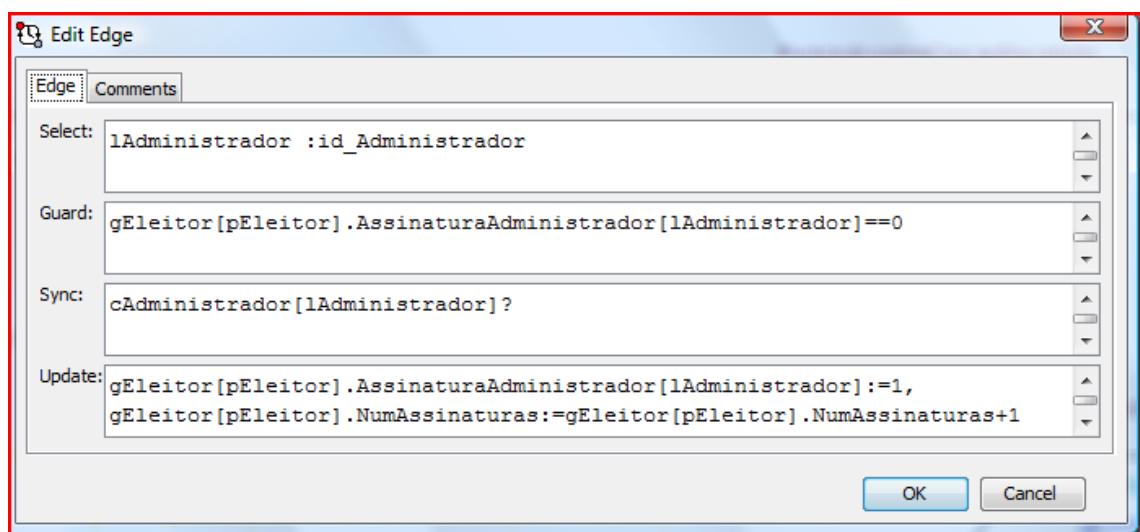 Edit Edge
Edge Comments
Select: lAdministrador :id_Administrador
Guard: gEleitor[pEleitor].AssinaturaAdministrador[lAdministrador]==0
Sync: cAdministrador[lAdministrador]?
Update: gEleitor[pEleitor].AssinaturaAdministrador[lAdministrador]:=1,
gEleitor[pEleitor].NumAssinaturas:=gEleitor[pEleitor].NumAssinaturas+1
OK Cancel